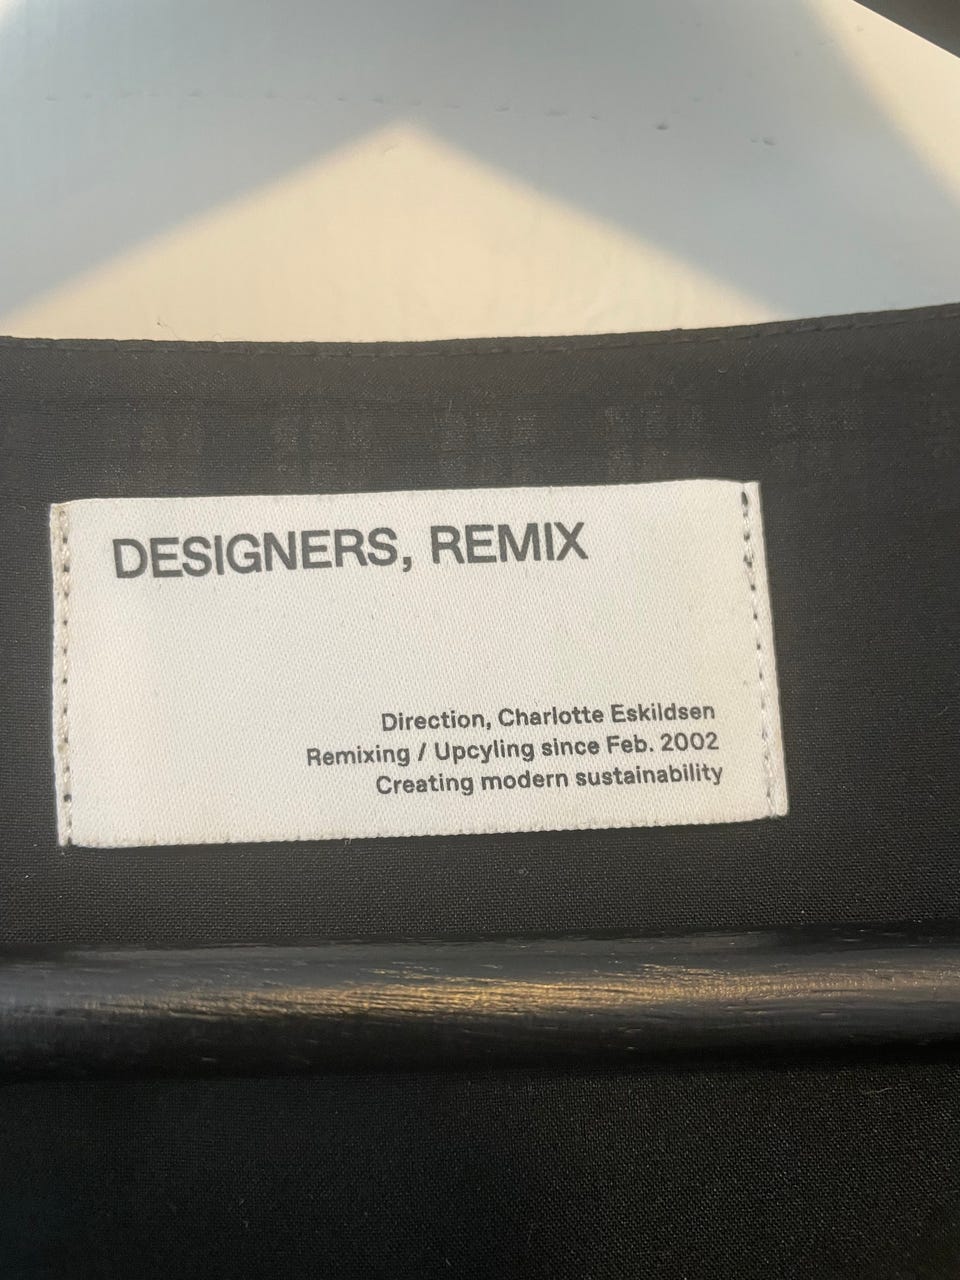 DESIGNERS, REMIX
Direction, Charlotte Eskildsen
Remixing / Upcyling since Feb. 2002
Creating modern sustainability